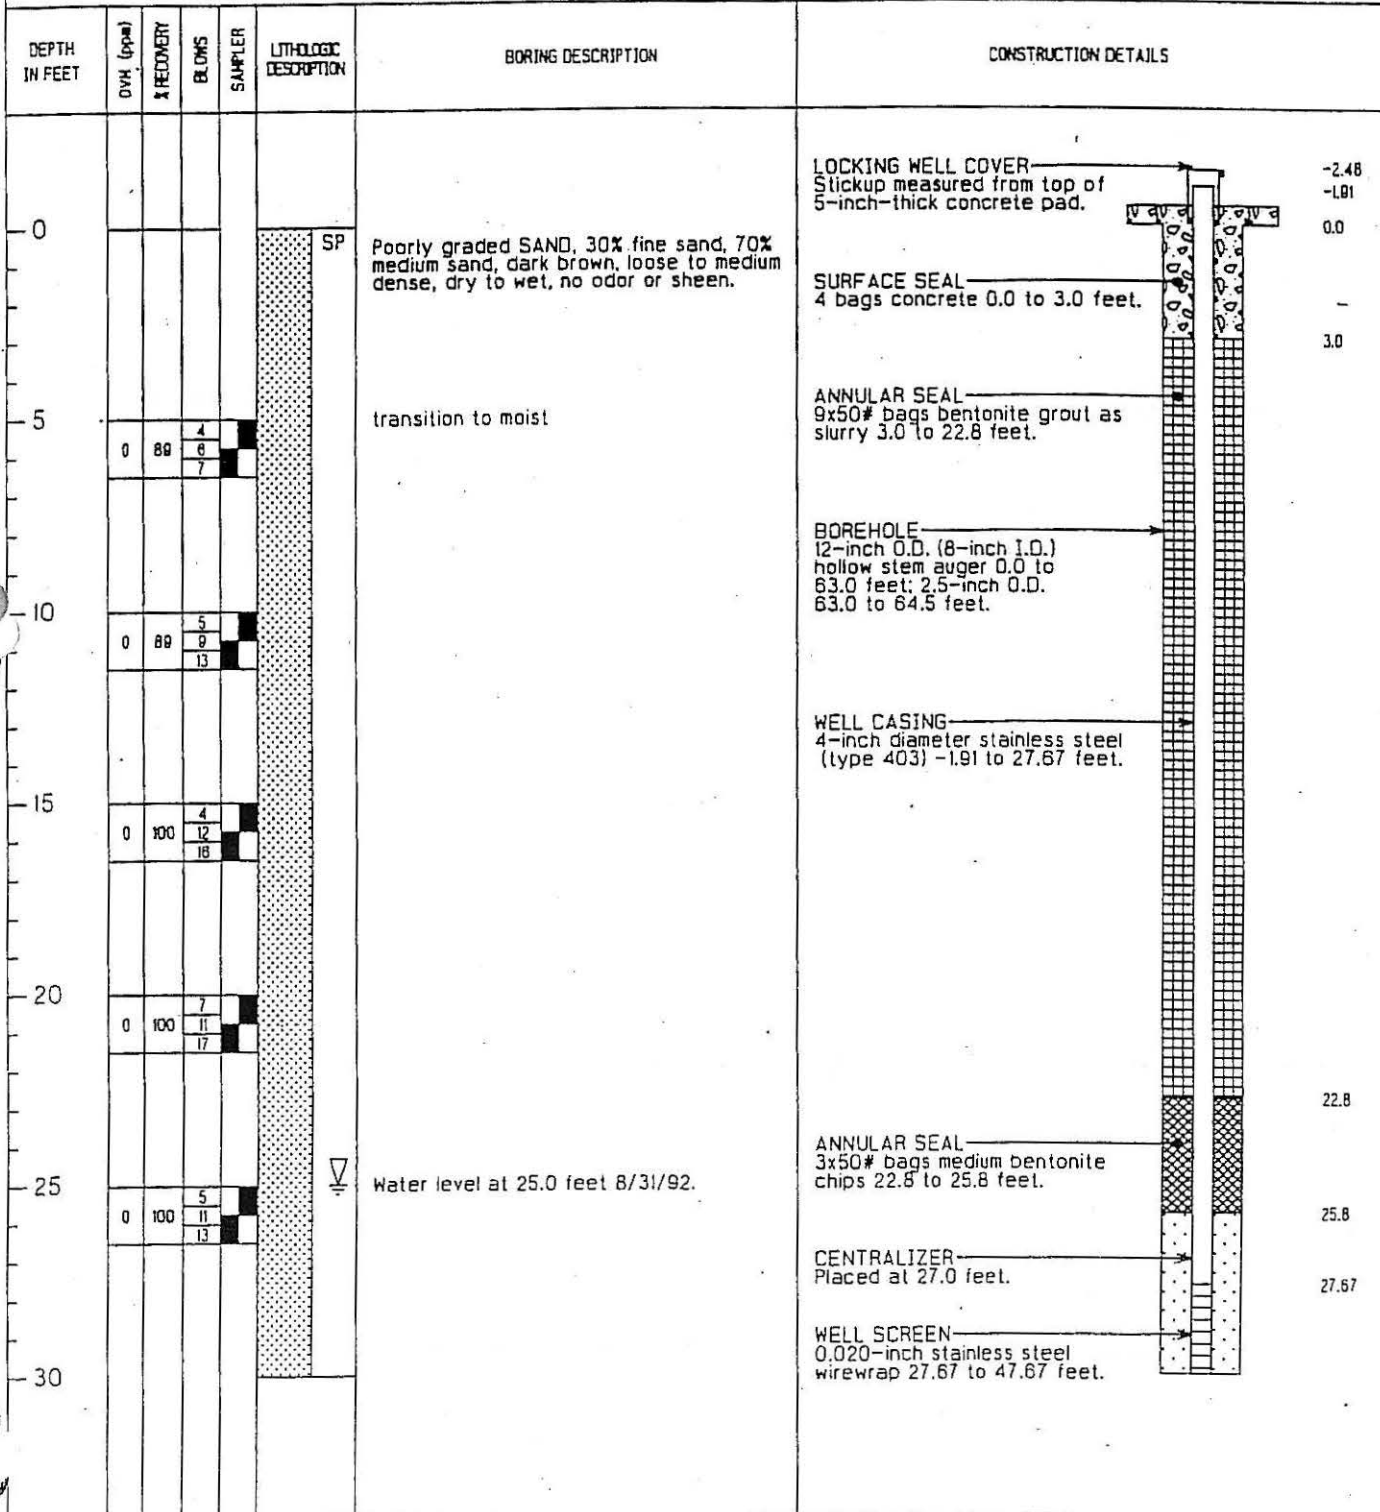 DEPTH
IN FEET
OVM (ppm)
% RECOVERY
BLOWS
SAMPLER
LITHOLOGIC
DESCRIPTION
BORING DESCRIPTION
CONSTRUCTION DETAILS
LOCKING WELL COVER
Stickup measured from top of
5-inch-thick concrete pad.
-2.48
-1.91
0
SP
Poorly graded SAND, 30% fine sand, 70%
medium sand, dark brown, loose to medium
dense, dry to wet, no odor or sheen.
0.0
SURFACE SEAL
4 bags concrete 0.0 to 3.0 feet.
3.0
5
0 89 4
6
7
transition to moist
ANNULAR SEAL
9x50# bags bentonite grout as
slurry 3.0 to 22.8 feet.
BOREHOLE
12-inch O.D. (8-inch I.D.)
hollow stem auger 0.0 to
63.0 feet; 2.5-inch O.D.
63.0 to 64.5 feet.
10
0 89 5
9
13
WELL CASING
4-inch diameter stainless steel
(type 403) -1.91 to 27.67 feet.
15
0 100 4
12
16
20
0 100 7
11
17
22.8
ANNULAR SEAL
3x50# bags medium bentonite
chips 22.8 to 25.8 feet.
25
0 100 5
11
13
Water level at 25.0 feet 8/31/92.
25.8
CENTRALIZER
Placed at 27.0 feet.
27.67
WELL SCREEN
0.020-inch stainless steel
wirewrap 27.67 to 47.67 feet.
30